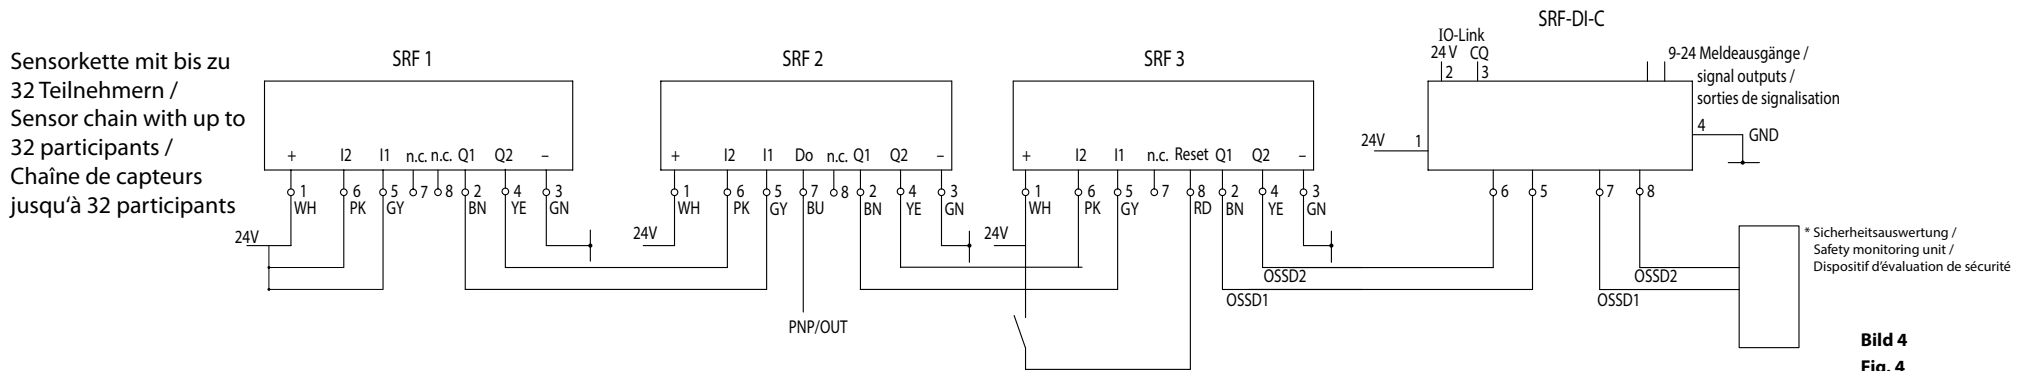 Sensorkette mit bis zu
32 Teilnehmern /
Sensor chain with up to
32 participants /
Chaîne de capteurs
jusqu‘à 32 participants
SRF 1
+ I2 I1 n.c. n.c. Q1 Q2 –
1 6 5 7 8 2 4 3
WH PK GY BN YE GN
24V
SRF 2
+ I2 I1 Do n.c. Q1 Q2 –
1 6 5 7 8 2 4 3
WH PK GY BU BN YE GN
24V
PNP/OUT
SRF 3
+ I2 I1 n.c. Reset Q1 Q2 –
1 6 5 7 8 2 4 3
WH PK GY RD BN YE GN
24V
OSSD2
OSSD1
SRF-DI-C
IO-Link
24 V CQ
2 3
9-24 Meldeausgänge /
signal outputs /
sorties de signalisation
24V 1
4 GND
6 5 7 8
OSSD2
OSSD1
* Sicherheitsauswertung /
Safety monitoring unit /
Dispositif d’évaluation de sécurité
Bild 4
Fig. 4